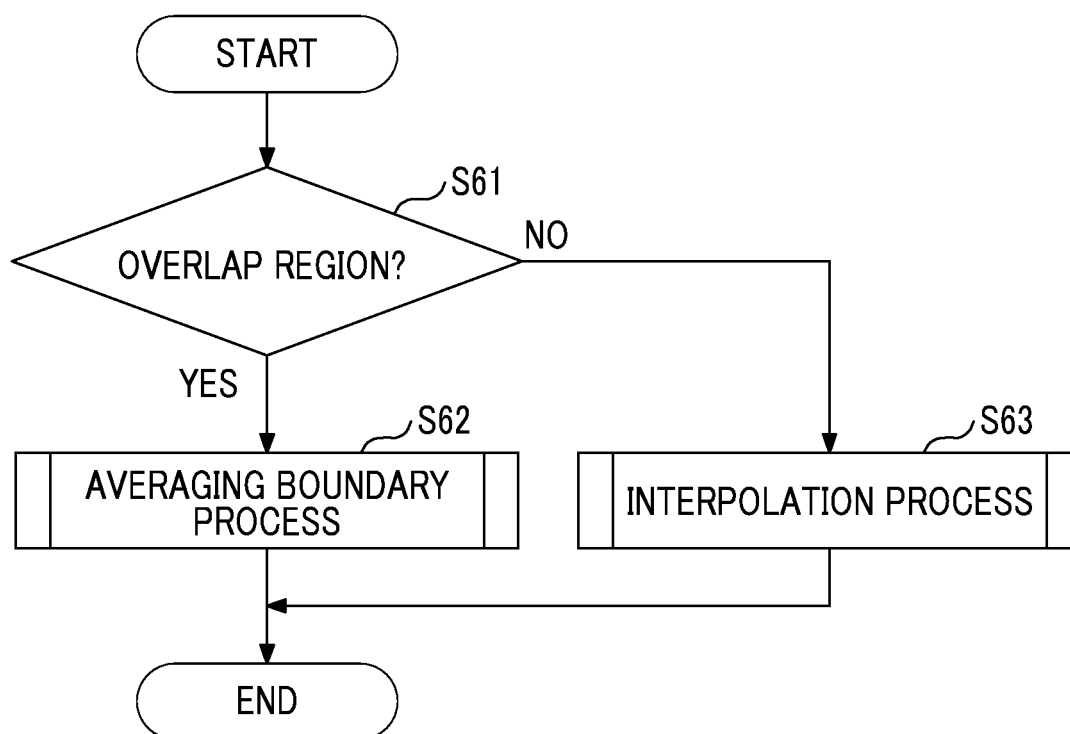 START
S61
OVERLAP REGION?
NO
YES
S62
AVERAGING BOUNDARY
PROCESS
S63
INTERPOLATION PROCESS
END